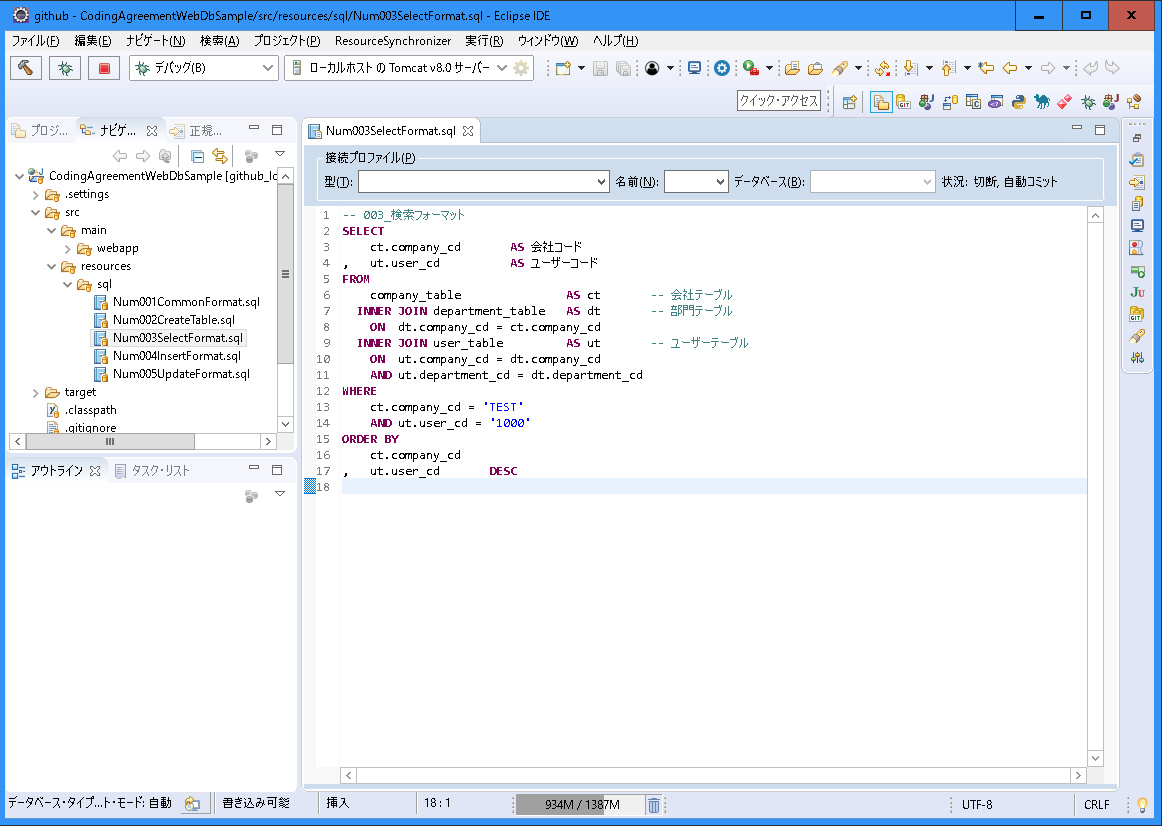 github - CodingAgreementWebDbSample/src/resources/sql/Num003SelectFormat.sql - Eclipse IDE
ファイル(F) 編集(E) ナビゲート(N) 検索(A) プロジェクト(P) ResourceSynchronizer 実行(R) ウィンドウ(W) ヘルプ(H)
デバッグ(B) ローカルホスト の Tomcat v8.0 サーバー
クイック・アクセス
プロジ... ナビゲ... 正規...
CodingAgreementWebDbSample [github_lo
.settings
src
main
webapp
resources
sql
Num001CommonFormat.sql
Num002CreateTable.sql
Num003SelectFormat.sql
Num004InsertFormat.sql
Num005UpdateFormat.sql
target
.classpath
.gitignore
アウトライン タスク・リスト
Num003SelectFormat.sql
接続プロファイル(P)
型(T): 名前(N): データベース(B): 状況: 切断, 自動コミット
1 -- 003_検索フォーマット
2 SELECT
3 ct.company_cd AS 会社コード
4 , ut.user_cd AS ユーザーコード
5 FROM
6 company_table AS ct -- 会社テーブル
7 INNER JOIN department_table AS dt -- 部門テーブル
8 ON dt.company_cd = ct.company_cd
9 INNER JOIN user_table AS ut -- ユーザーテーブル
10 ON ut.company_cd = dt.company_cd
11 AND ut.department_cd = dt.department_cd
12 WHERE
13 ct.company_cd = 'TEST'
14 AND ut.user_cd = '1000'
15 ORDER BY
16 ct.company_cd
17 , ut.user_cd DESC
18
データベース・タイプ...ト・モード: 自動 書き込み可能 挿入 18 : 1 934M / 1387M UTF-8 CRLF